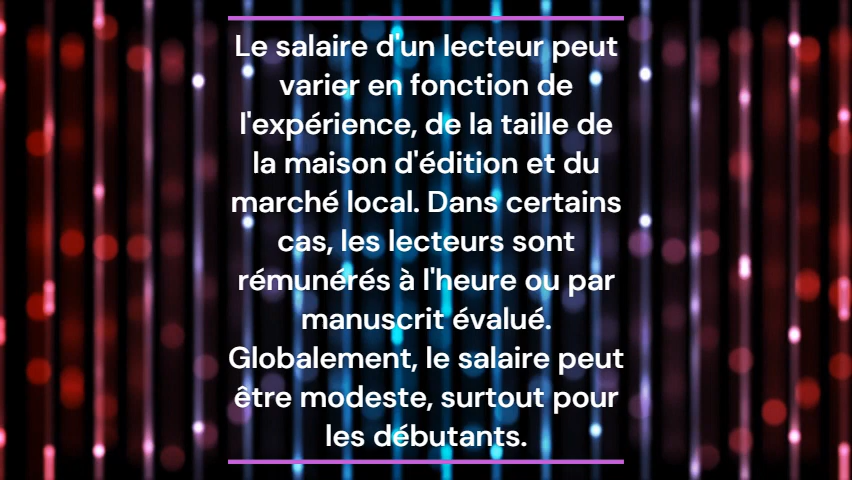 Le salaire d'un lecteur peut
varier en fonction de
l'expérience, de la taille de
la maison d'édition et du
marché local. Dans certains
cas, les lecteurs sont
rémunérés à l'heure ou par
manuscrit évalué.
Globalement, le salaire peut
être modeste, surtout pour
les débutants.